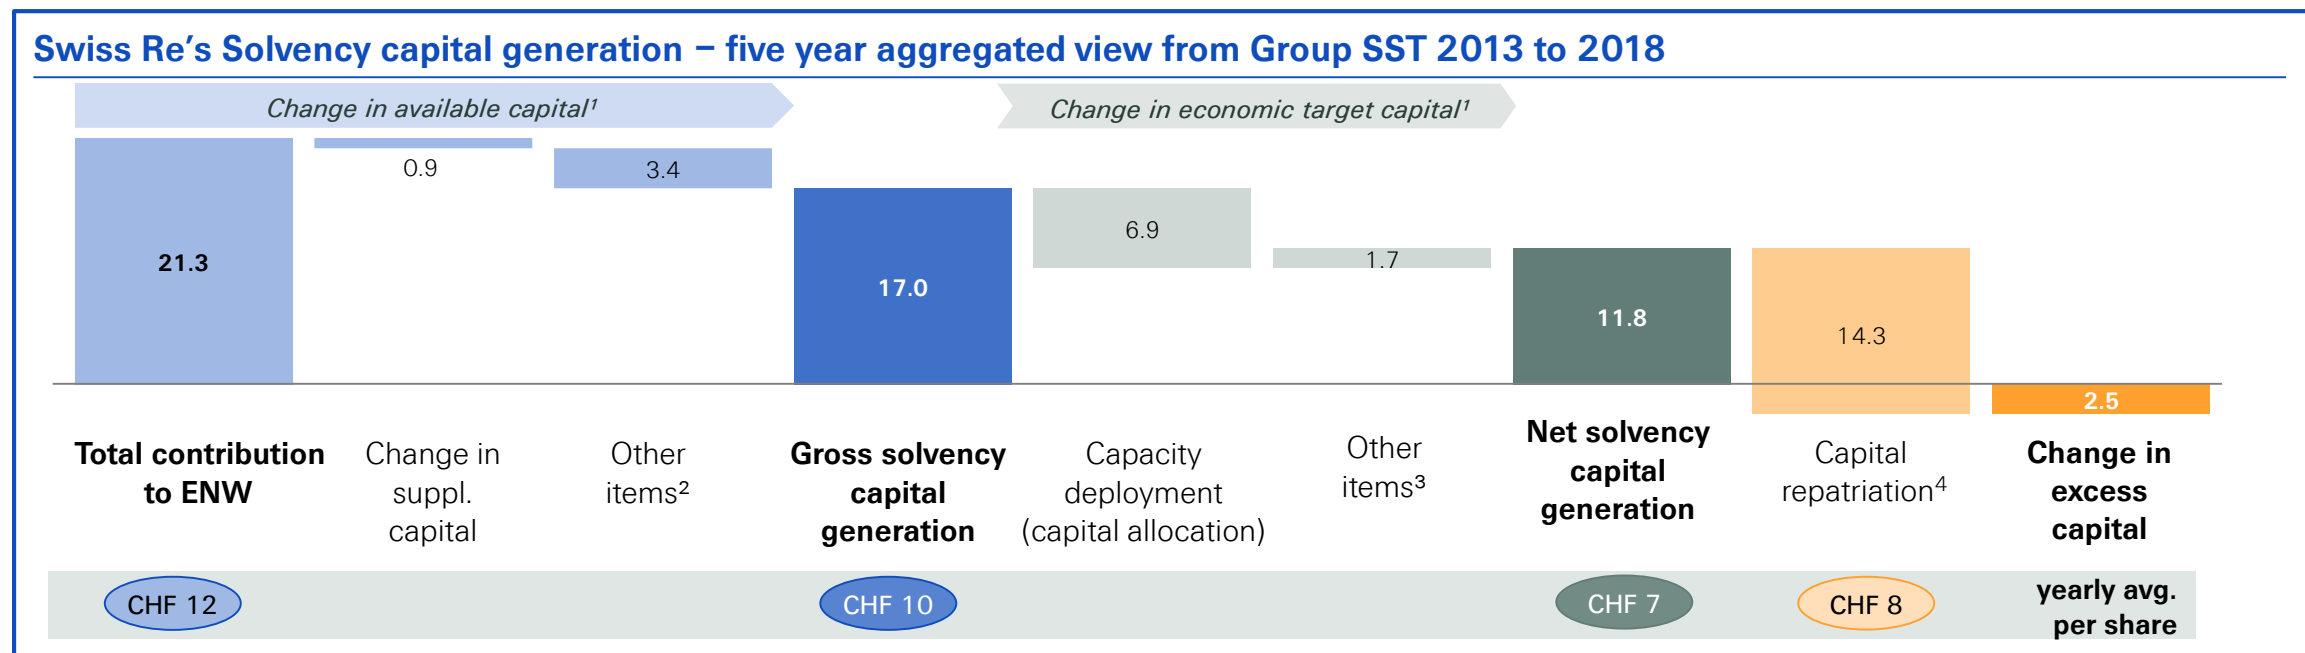 Swiss Re’s Solvency capital generation – five year aggregated view from Group SST 2013 to 2018
Change in available capital¹
Change in economic target capital¹
21.3
0.9
3.4
17.0
6.9
1.7
11.8
14.3
2.5
Total contribution
to ENW
Change in
suppl.
capital
Other
items²
Gross solvency
capital
generation
Capacity
deployment
(capital allocation)
Other
items³
Net solvency
capital
generation
Capital
repatriation⁴
Change in
excess
capital
CHF 12
CHF 10
CHF 7
CHF 8
yearly avg.
per share